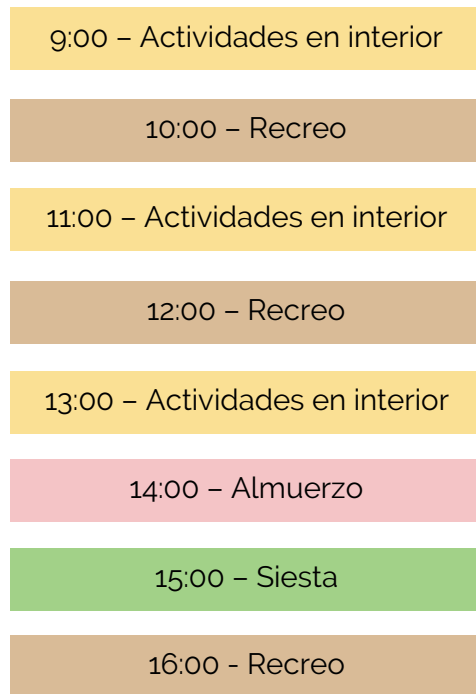 9:00 – Actividades en interior
10:00 – Recreo
11:00 – Actividades en interior
12:00 – Recreo
13:00 – Actividades en interior
14:00 – Almuerzo
15:00 – Siesta
16:00 - Recreo